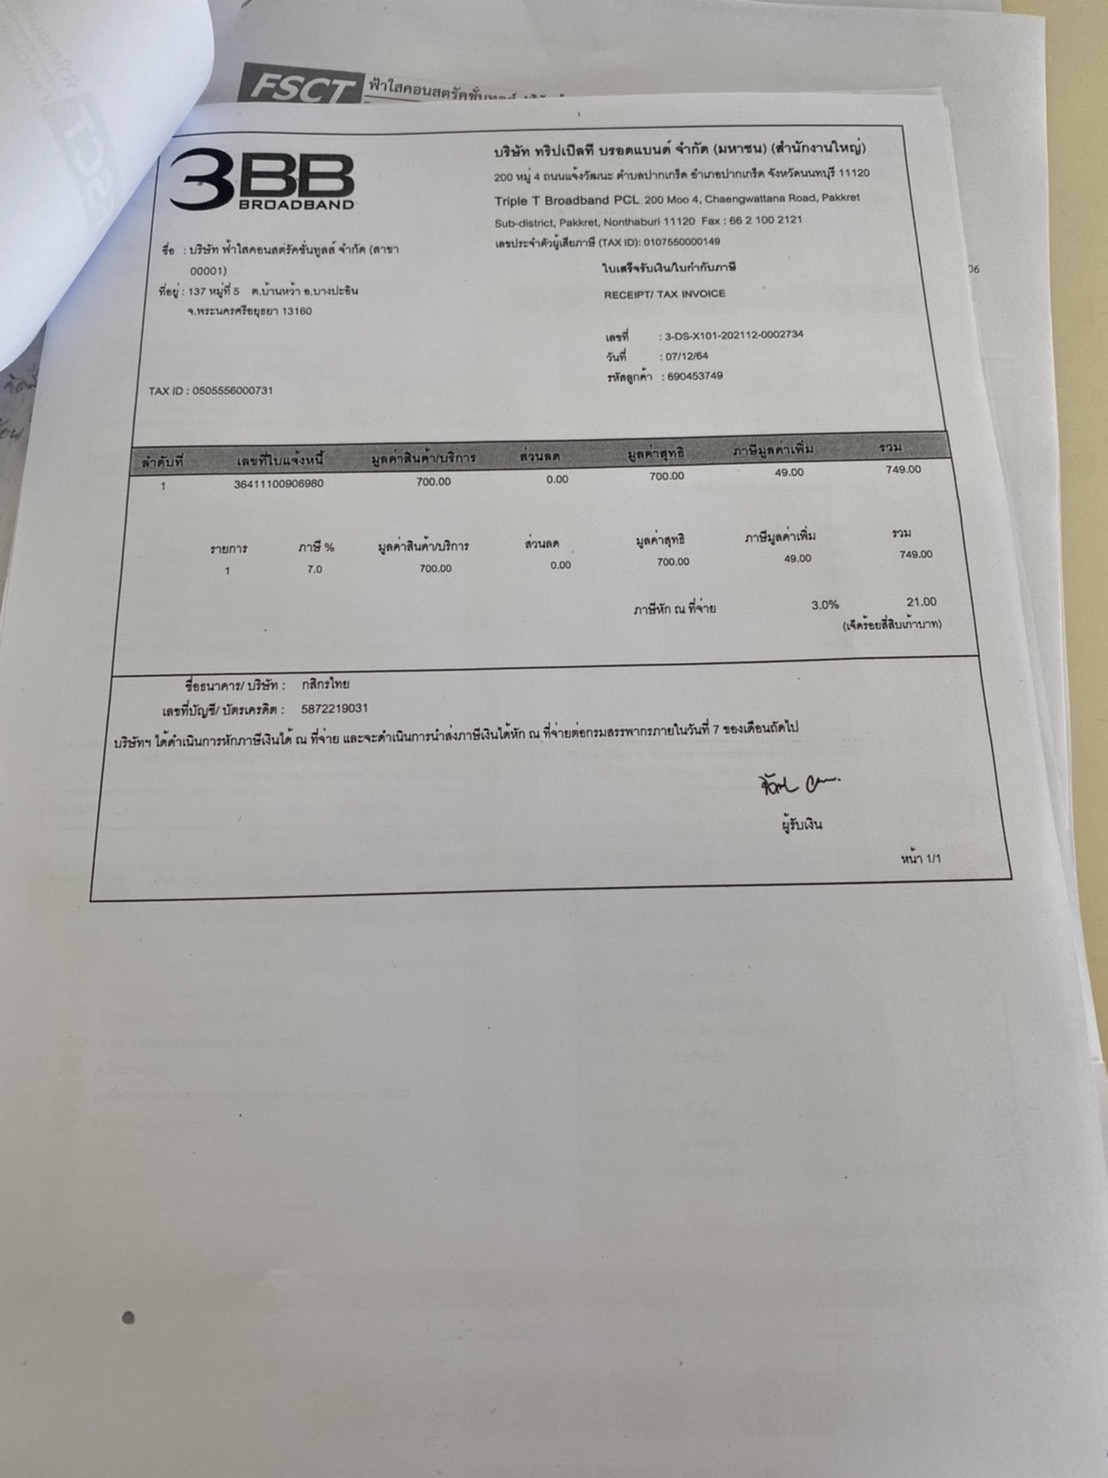 FSCT ฟ้าใสคอนสตรัคชั่นทูลส์
3BB
BROADBAND
บริษัท ทริปเปิลที บรอดแบนด์ จำกัด (มหาชน) (สำนักงานใหญ่)
200 หมู่ 4 ถนนแจ้งวัฒนะ ตำบลปากเกร็ด อำเภอปากเกร็ด จังหวัดนนทบุรี 11120
Triple T Broadband PCL 200 Moo 4, Chaengwattana Road, Pakkret
Sub-district, Pakkret, Nonthaburi 11120 Fax : 66 2 100 2121
เลขประจำตัวผู้เสียภาษี (TAX ID): 0107550000149
ชื่อ : บริษัท ฟ้าใสคอนสตรัคชั่นทูลส์ จำกัด (สาขา
00001)
ที่อยู่ : 137 หมู่ที่ 5 ต.บ้านหว้า อ.บางปะอิน
จ.พระนครศรีอยุธยา 13160
06
ใบเสร็จรับเงิน/ใบกำกับภาษี
RECEIPT/ TAX INVOICE
เลขที่ : 3-DS-X101-202112-0002734
วันที่ : 07/12/64
รหัสลูกค้า : 690453749
TAX ID : 0505556000731
ลำดับที่ เลขที่ใบแจ้งหนี้ มูลค่าสินค้า/บริการ ส่วนลด มูลค่าสุทธิ ภาษีมูลค่าเพิ่ม รวม
1 36411100906980 700.00 0.00 700.00 49.00 749.00
รายการ ภาษี % มูลค่าสินค้า/บริการ ส่วนลด มูลค่าสุทธิ ภาษีมูลค่าเพิ่ม รวม
1 7.0 700.00 0.00 700.00 49.00 749.00
ภาษีหัก ณ ที่จ่าย 3.0% 21.00
(เจ็ดร้อยสี่สิบเก้าบาท)
ชื่อธนาคาร/ บริษัท : กสิกรไทย
เลขที่บัญชี/ บัตรเครดิต : 5872219031
บริษัทฯ ได้ดำเนินการหักภาษีเงินได้ ณ ที่จ่าย และจะดำเนินการนำส่งภาษีเงินได้หัก ณ ที่จ่ายต่อกรมสรรพากรภายในวันที่ 7 ของเดือนถัดไป
ผู้รับเงิน
หน้า 1/1